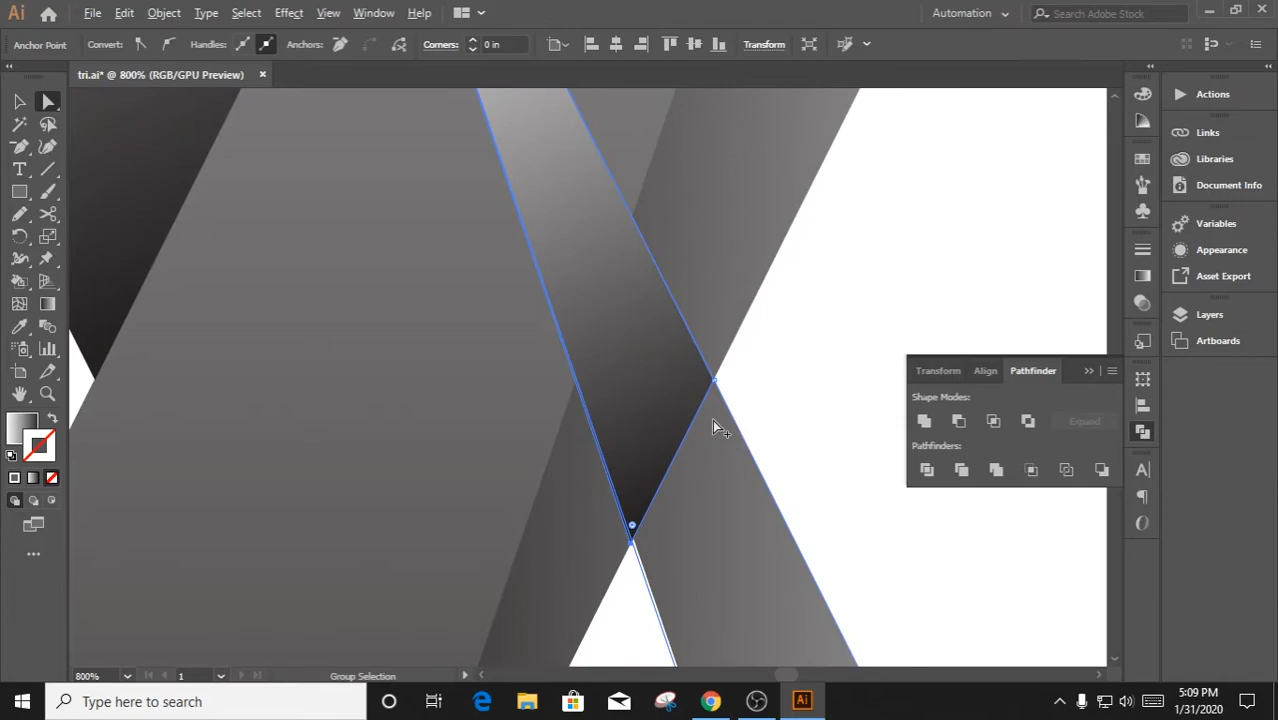 Ai File Edit Object Type Select Effect View Window Help Automation Search Adobe Stock
Anchor Point Convert: Handles: Anchors: Corners: 0 in Transform
tri.ai* @ 800% (RGB/GPU Preview)
Actions
Links
Libraries
Document Info
Variables
Appearance
Asset Export
Layers
Artboards
Transform Align Pathfinder
Shape Modes:
Expand
Pathfinders:
800% 1 Group Selection
Type here to search
Ai
5:09 PM
1/31/2020